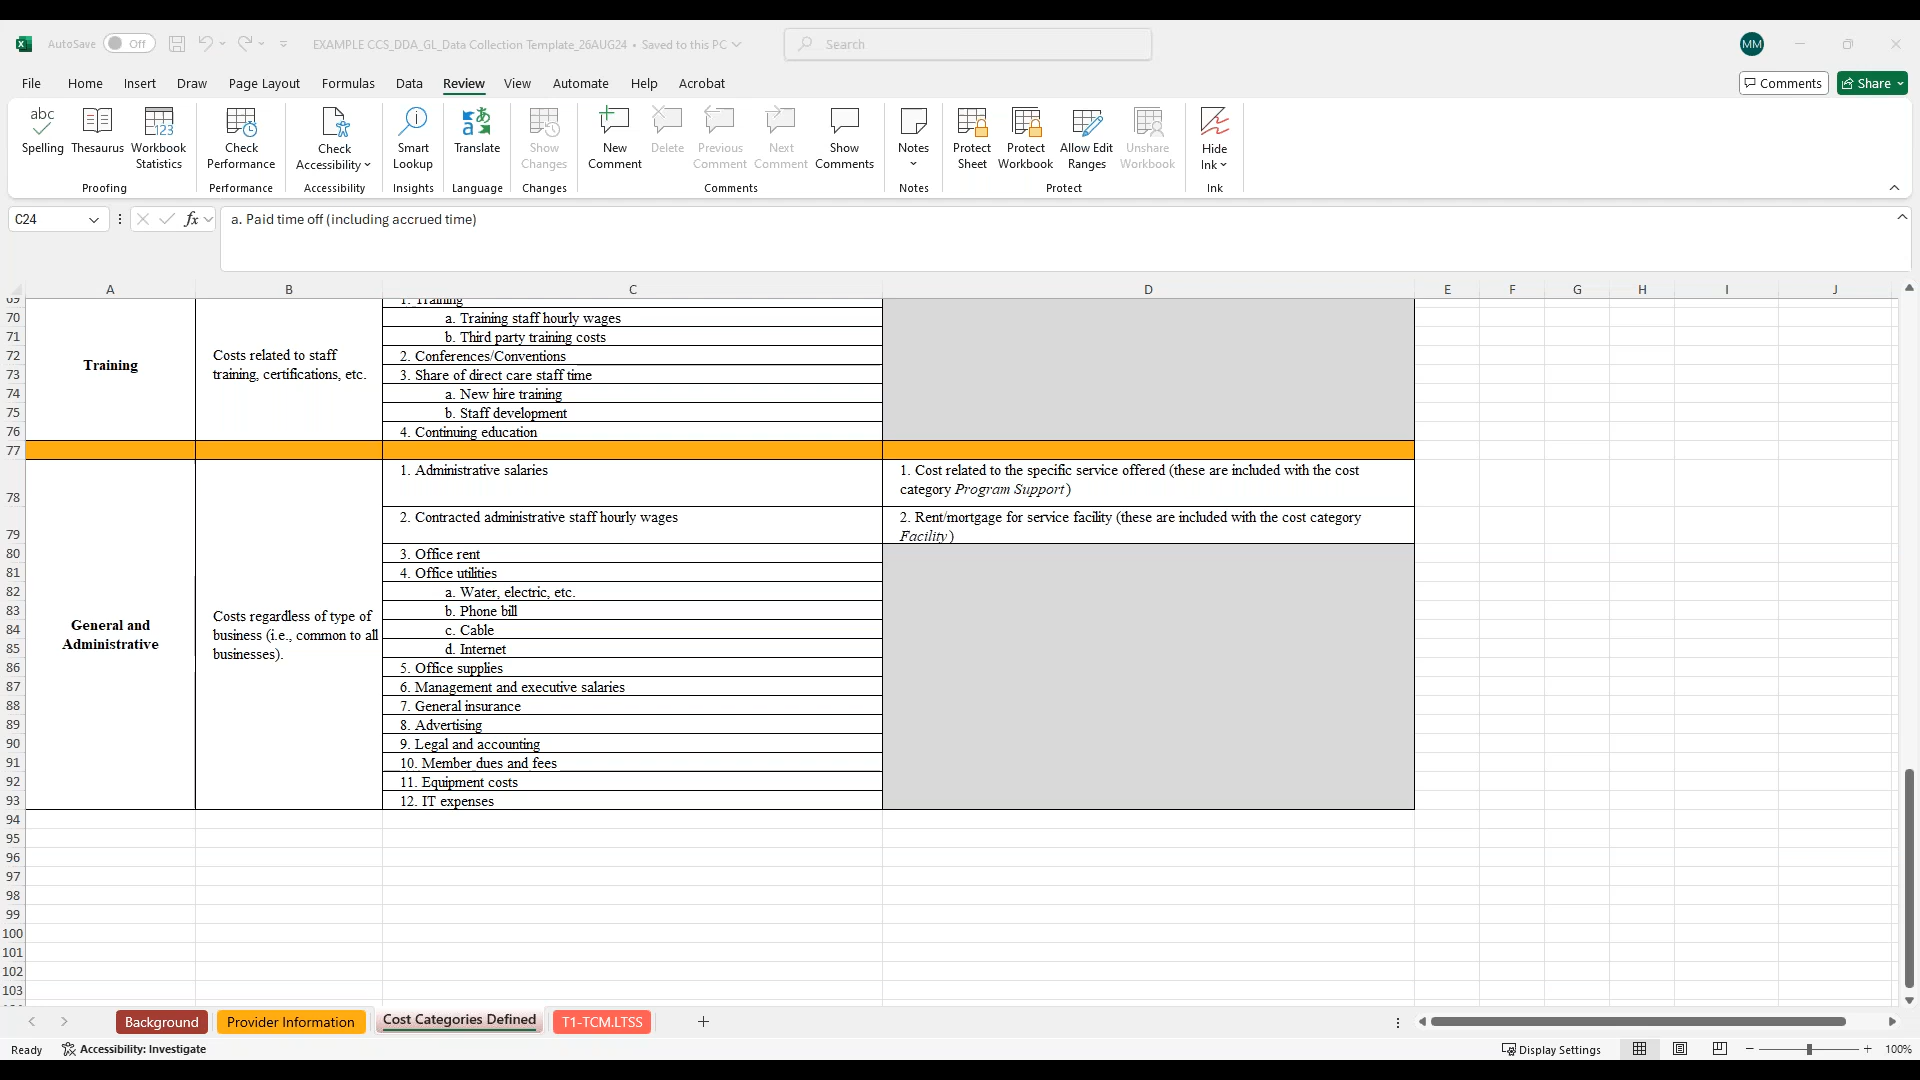 AutoSave Off EXAMPLE CCS_DDA_GL_Data Collection Template_26AUG24 • Saved to this PC Search MM
File Home Insert Draw Page Layout Formulas Data Review View Automate Help Acrobat Comments Share
abc
123
Spelling Thesaurus Workbook Statistics Check Performance Check Accessibility Smart Lookup Translate Show Changes New Comment Delete Previous Comment Next Comment Show Comments Notes Protect Sheet Protect Workbook Allow Edit Ranges Unshare Workbook Hide Ink
Proofing Performance Accessibility Insights Language Changes Comments Notes Protect Ink
C24 fx a. Paid time off (including accrued time)
A B C D E F G H I J
69 1. Training
70 a. Training staff hourly wages
71 b. Third party training costs
72 2. Conferences/Conventions
Training
Costs related to staff
training, certifications, etc.
73 3. Share of direct care staff time
74 a. New hire training
75 b. Staff development
76 4. Continuing education
77
78 1. Administrative salaries
1. Cost related to the specific service offered (these are included with the cost
category Program Support)
79 2. Contracted administrative staff hourly wages
2. Rent/mortgage for service facility (these are included with the cost category
Facility)
80 3. Office rent
81 4. Office utilities
82 a. Water, electric, etc.
83 b. Phone bill
General and
Administrative
Costs regardless of type of
business (i.e., common to all
businesses).
84 c. Cable
85 d. Internet
86 5. Office supplies
87 6. Management and executive salaries
88 7. General insurance
89 8. Advertising
90 9. Legal and accounting
91 10. Member dues and fees
92 11. Equipment costs
93 12. IT expenses
94
95
96
97
98
99
100
101
102
103
Background Provider Information Cost Categories Defined T1-TCM.LTSS
Ready Accessibility: Investigate Display Settings 100%